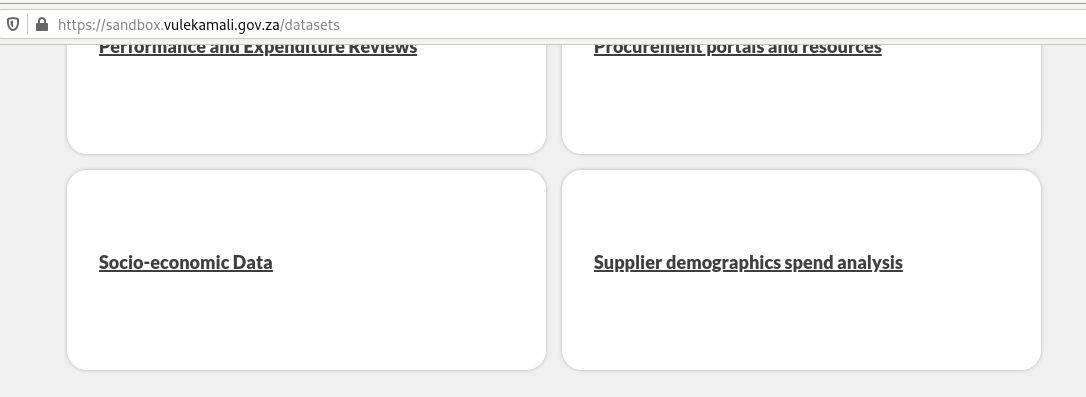 https://sandbox.vulekamali.gov.za/datasets
Performance and Expenditure Reviews
Procurement portals and resources
Socio-economic Data
Supplier demographics spend analysis